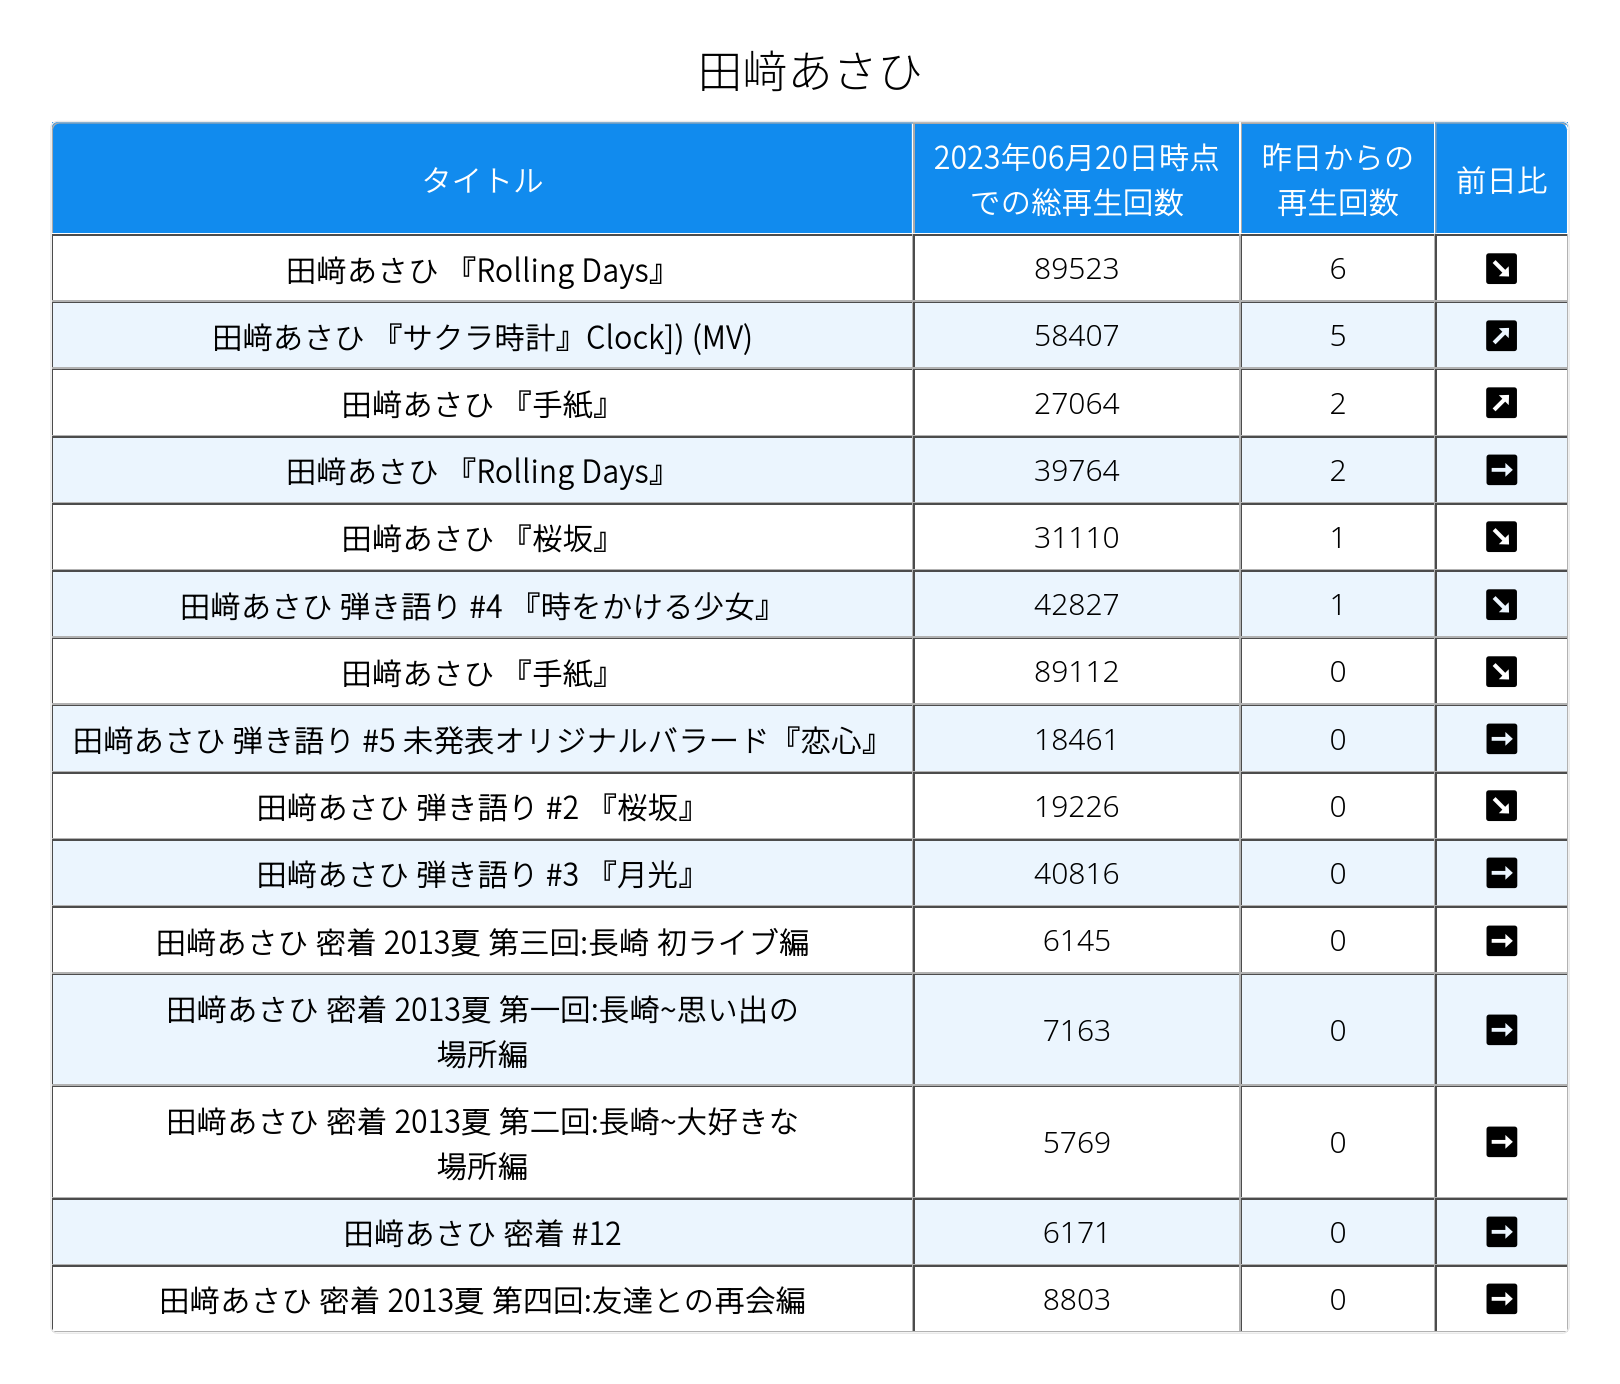 田﨑あさひ
タイトル
2023年06月20日時点
での総再生回数
昨日からの
再生回数
前日比
田﨑あさひ 『Rolling Days』 89523 6
田﨑あさひ 『サクラ時計』Clock]) (MV) 58407 5
田﨑あさひ 『手紙』 27064 2
田﨑あさひ 『Rolling Days』 39764 2
田﨑あさひ 『桜坂』 31110 1
田﨑あさひ 弾き語り #4 『時をかける少女』 42827 1
田﨑あさひ 『手紙』 89112 0
田﨑あさひ 弾き語り #5 未発表オリジナルバラード『恋心』 18461 0
田﨑あさひ 弾き語り #2 『桜坂』 19226 0
田﨑あさひ 弾き語り #3 『月光』 40816 0
田﨑あさひ 密着 2013夏 第三回:長崎 初ライブ編 6145 0
田﨑あさひ 密着 2013夏 第一回:長崎~思い出の
場所編 7163 0
田﨑あさひ 密着 2013夏 第二回:長崎~大好きな
場所編 5769 0
田﨑あさひ 密着 #12 6171 0
田﨑あさひ 密着 2013夏 第四回:友達との再会編 8803 0